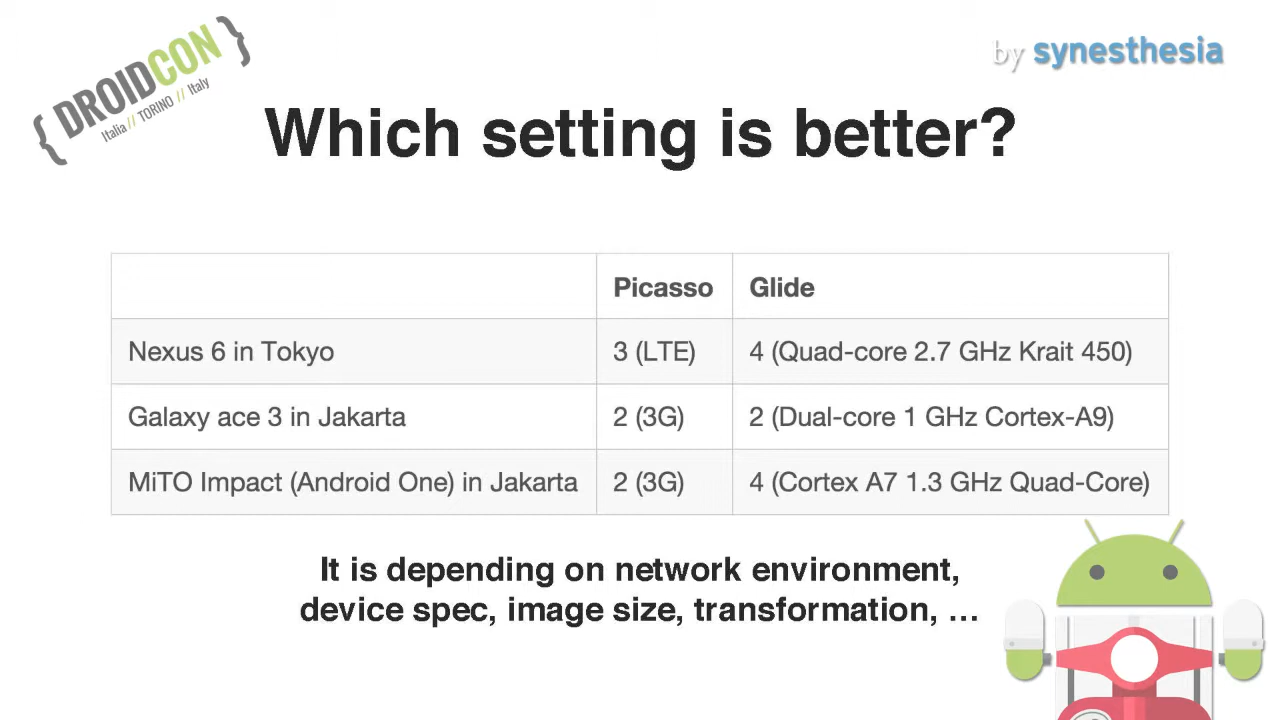 { DROIDCON }
Italia // TORINO // Italy
by synesthesia
Which setting is better?
Picasso Glide
Nexus 6 in Tokyo 3 (LTE) 4 (Quad-core 2.7 GHz Krait 450)
Galaxy ace 3 in Jakarta 2 (3G) 2 (Dual-core 1 GHz Cortex-A9)
MiTO Impact (Android One) in Jakarta 2 (3G) 4 (Cortex A7 1.3 GHz Quad-Core)
It is depending on network environment,
device spec, image size, transformation, …